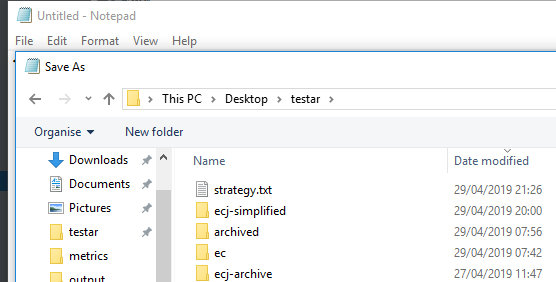 Untitled - Notepad
File Edit Format View Help
Save As
This PC > Desktop > testar >
Organise New folder
Name Date modified
Downloads
Documents
Pictures
testar
metrics
output
strategy.txt 29/04/2019 21:26
ecj-simplified 29/04/2019 20:00
archived 29/04/2019 07:56
ec 29/04/2019 07:42
ecj-archive 27/04/2019 11:47